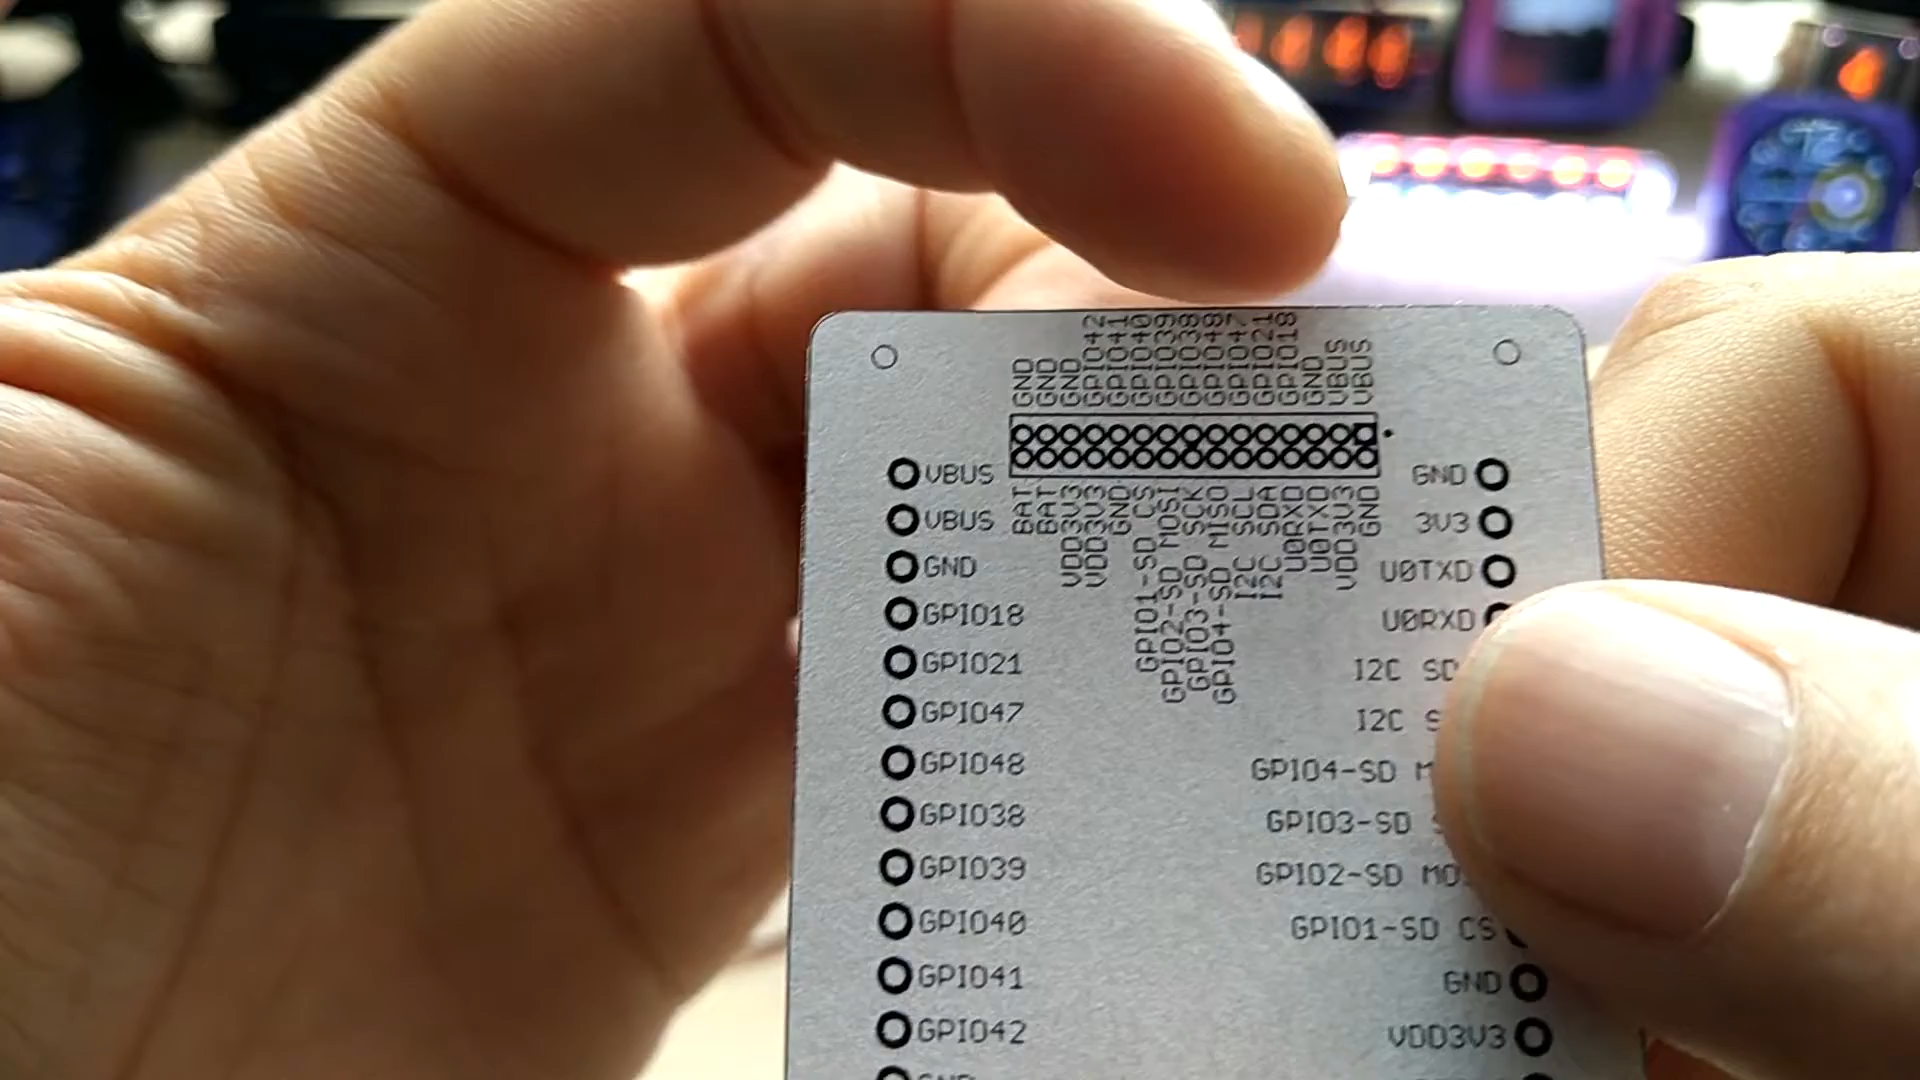 GND
GND
GND
GPIO42
GPIO41
GPIO40
GPIO39
GPIO38
GPIO48
GPIO47
GPIO21
GPIO18
GND
VBUS
VBUS
BAT
BAT
VDD3V3
VDD3V3
GND
GPIO1-SD CS
GPIO2-SD MOSI
GPIO3-SD SCK
GPIO4-SD MISO
I2C SCL
I2C SDA
U0RXD
U0TXD
VDD3V3
GND
VBUS
VBUS
GND
GPIO18
GPIO21
GPIO47
GPIO48
GPIO38
GPIO39
GPIO40
GPIO41
GPIO42
GND
3V3
U0TXD
U0RXD
I2C
I2C
GPIO4-SD
GPIO3-SD
GPIO2-SD
GPIO1-SD CS
GND
VDD3V3